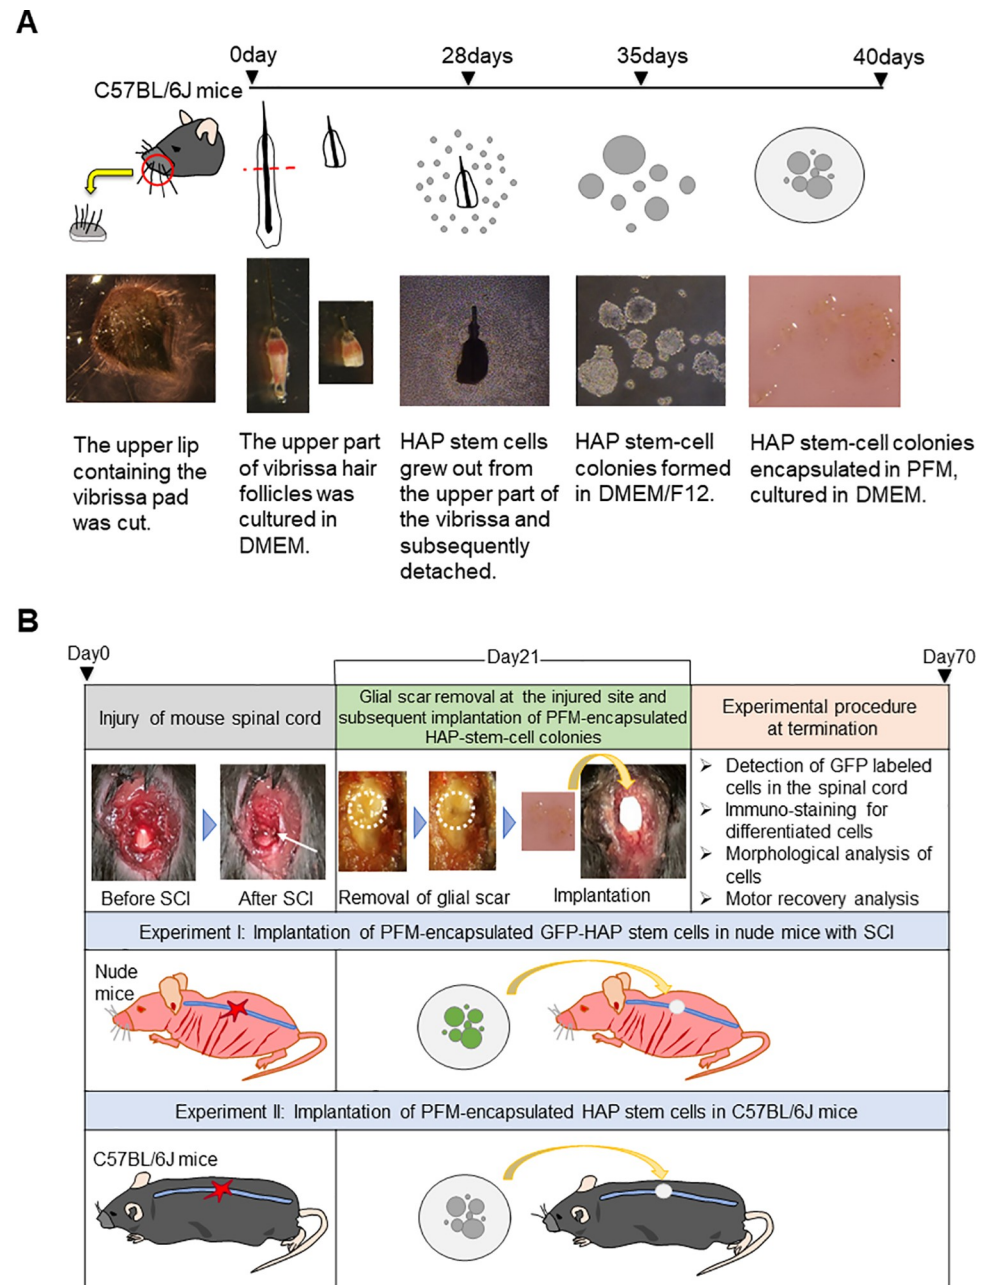 A
0day
28days
35days
40days
C57BL/6J mice
The upper lip
containing the
vibrissa pad
was cut.
The upper part
of vibrissa hair
follicles was
cultured in
DMEM.
HAP stem cells
grew out from
the upper part of
the vibrissa and
subsequently
detached.
HAP stem-cell
colonies formed
in DMEM/F12.
HAP stem-cell colonies
encapsulated in PFM,
cultured in DMEM.
B
Day0
Day21
Day70
Injury of mouse spinal cord
Glial scar removal at the injured site and
subsequent implantation of PFM-encapsulated
HAP-stem-cell colonies
Experimental procedure
at termination
Before SCI
After SCI
Removal of glial scar
Implantation
➢ Detection of GFP labeled
cells in the spinal cord
➢ Immuno-staining for
differentiated cells
➢ Morphological analysis of
cells
➢ Motor recovery analysis
Experiment I: Implantation of PFM-encapsulated GFP-HAP stem cells in nude mice with SCI
Nude
mice
Experiment II: Implantation of PFM-encapsulated HAP stem cells in C57BL/6J mice
C57BL/6J mice